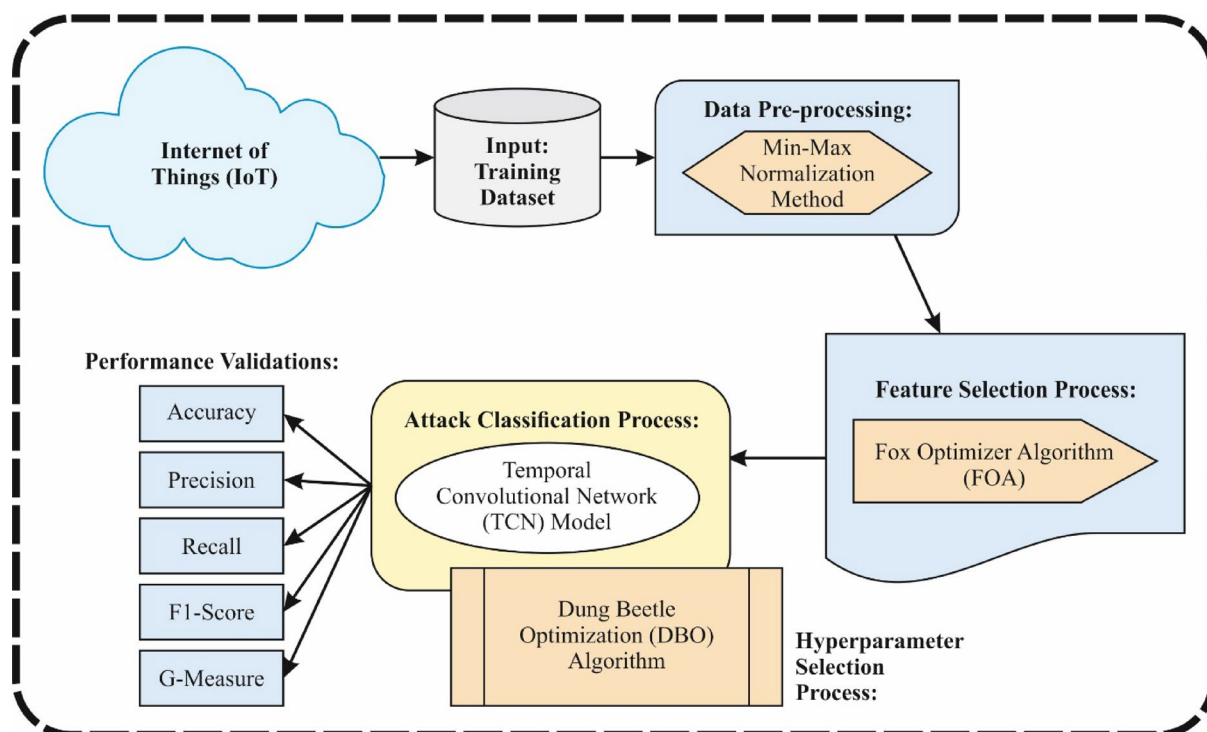 Internet of
Things (IoT)
Input:
Training
Dataset
Data Pre-processing:
Min-Max
Normalization
Method
Feature Selection Process:
Fox Optimizer Algorithm
(FOA)
Attack Classification Process:
Temporal
Convolutional Network
(TCN) Model
Dung Beetle
Optimization (DBO)
Algorithm
Hyperparameter
Selection
Process:
Performance Validations:
Accuracy
Precision
Recall
F1-Score
G-Measure